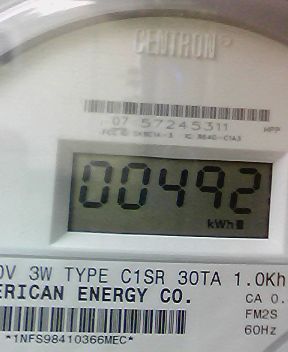 CENTRON®
07 57245311
HPP
00492
kWh
0V 3W TYPE C1SR 30TA 1.0Kh
ERICAN ENERGY CO. CA 0.
FM2S
60Hz
*1NFS98410366MEC*